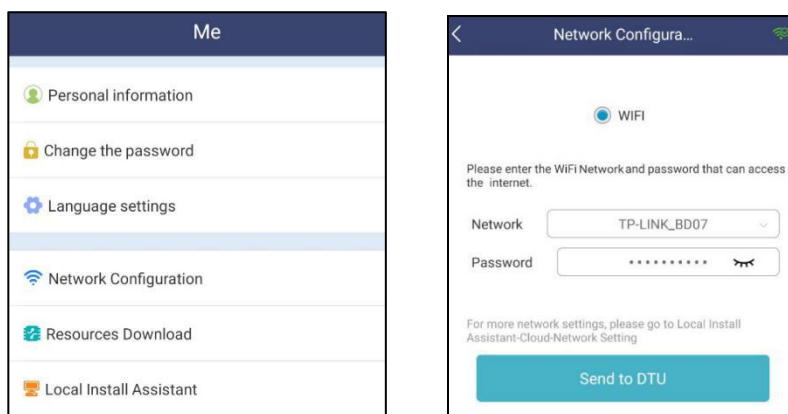 Me
Personal information
Change the password
Language settings
Network Configuration
Resources Download
Local Install Assistant
Network Configura...
WIFI
Please enter the WiFi Network and password that can access
the internet.
Network TP-LINK_BD07
Password ••••••••••
For more network settings, please go to Local Install
Assistant-Cloud-Network Setting
Send to DTU